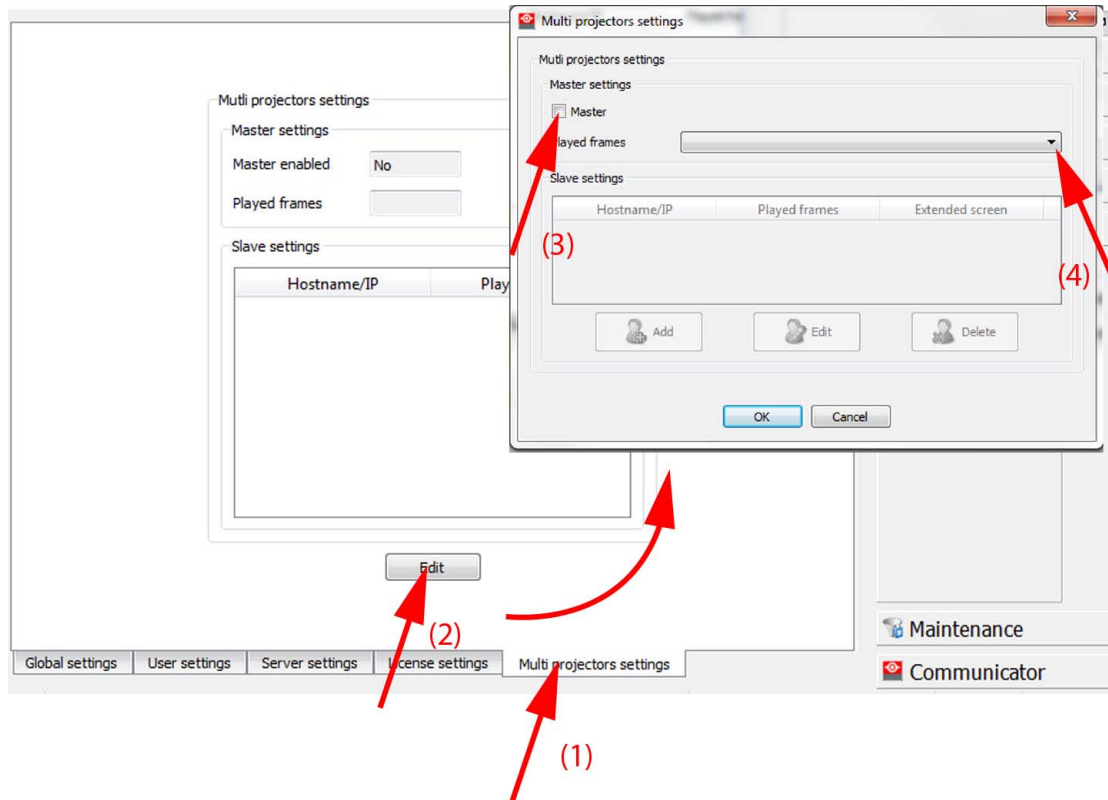 Multi projectors settings
Mutli projectors settings
Master settings
Master
Played frames
Slave settings
Hostname/IP Played frames Extended screen
(3)
(4)
Add Edit Delete
OK Cancel
Mutli projectors settings
Master settings
Master enabled No
Played frames
Slave settings
Hostname/IP Play
Edit
(2)
Maintenance
Communicator
Global settings User settings Server settings License settings Multi projectors settings
(1)